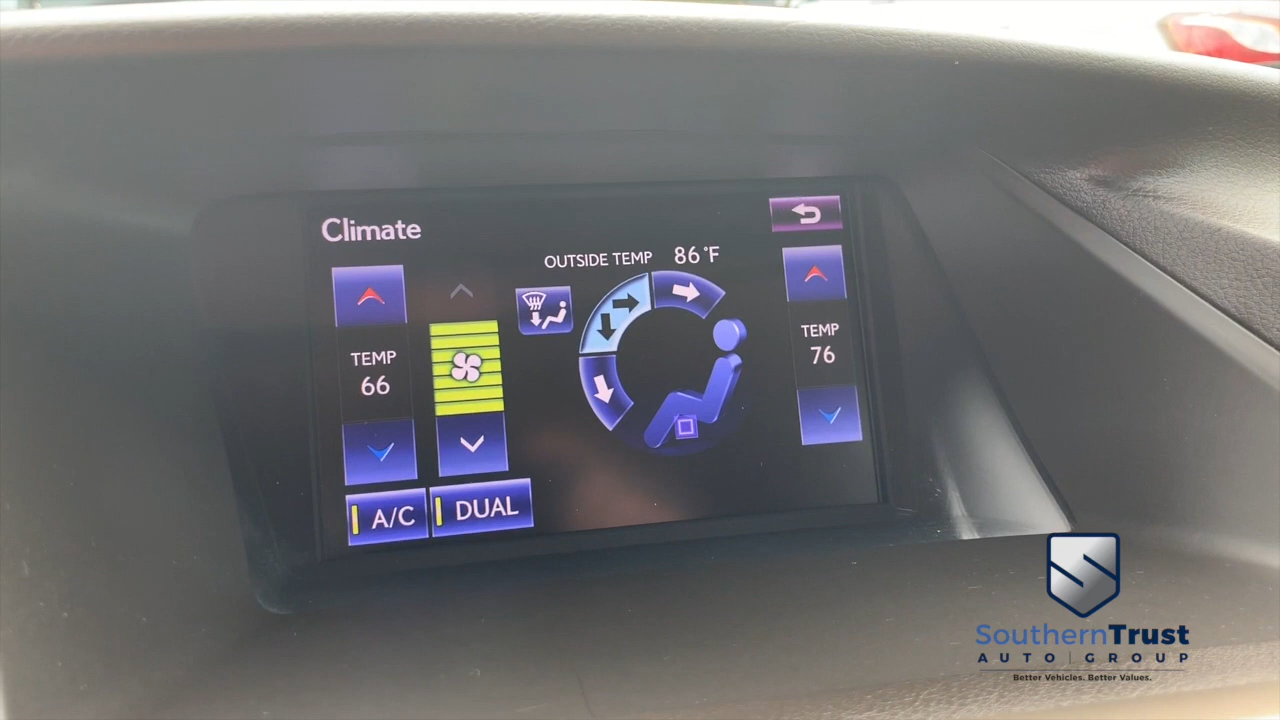 Climate
OUTSIDE TEMP 86°F
TEMP
66
TEMP
76
A/C
DUAL
SouthernTrust
AUTO | GROUP
Better Vehicles. Better Values.